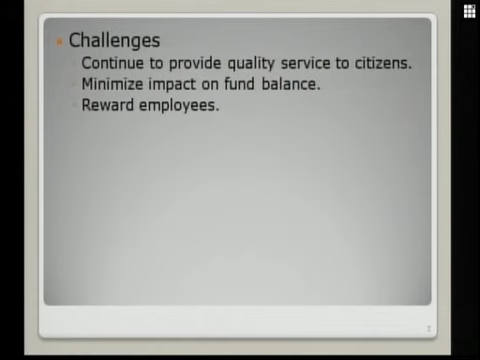 Challenges
Continue to provide quality service to citizens.
Minimize impact on fund balance.
Reward employees.